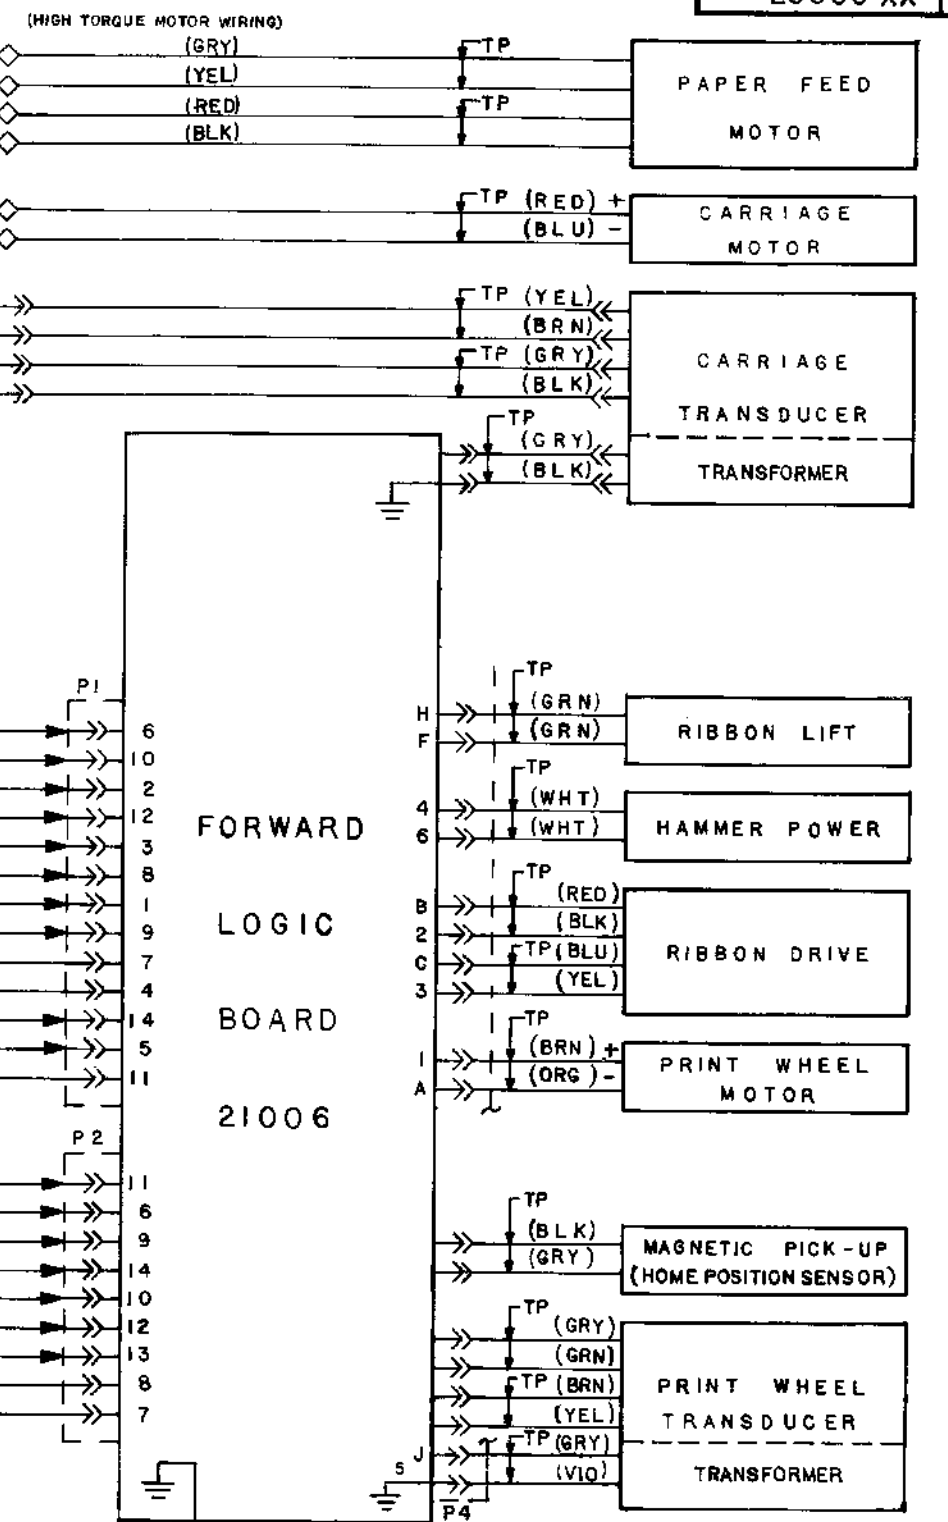 (HIGH TORQUE MOTOR WIRING)
(GRY) TP
(YEL)
(RED) TP
(BLK)
PAPER FEED
MOTOR
TP (RED) +
(BLU) -
CARRIAGE
MOTOR
TP (YEL)
(BRN)
TP (GRY)
(BLK)
CARRIAGE
TRANSDUCER
TP
(GRY)
(BLK)
TRANSFORMER
P1
6
10
2
12
3
8
1
9
7
4
14
5
11
P2
11
6
9
14
10
12
13
8
7
FORWARD
LOGIC
BOARD
21006
TP
H (GRN)
F (GRN)
RIBBON LIFT
TP
4 (WHT)
6 (WHT)
HAMMER POWER
TP
B (RED)
2 (BLK)
C TP (BLU)
3 (YEL)
RIBBON DRIVE
TP
1 (BRN) +
A (ORG) -
PRINT WHEEL
MOTOR
TP
(BLK)
(GRY)
MAGNETIC PICK-UP
(HOME POSITION SENSOR)
TP
(GRY)
(GRN)
TP (BRN)
(YEL)
J TP (GRY)
5 (VIO)
P4
PRINT WHEEL
TRANSDUCER
TRANSFORMER